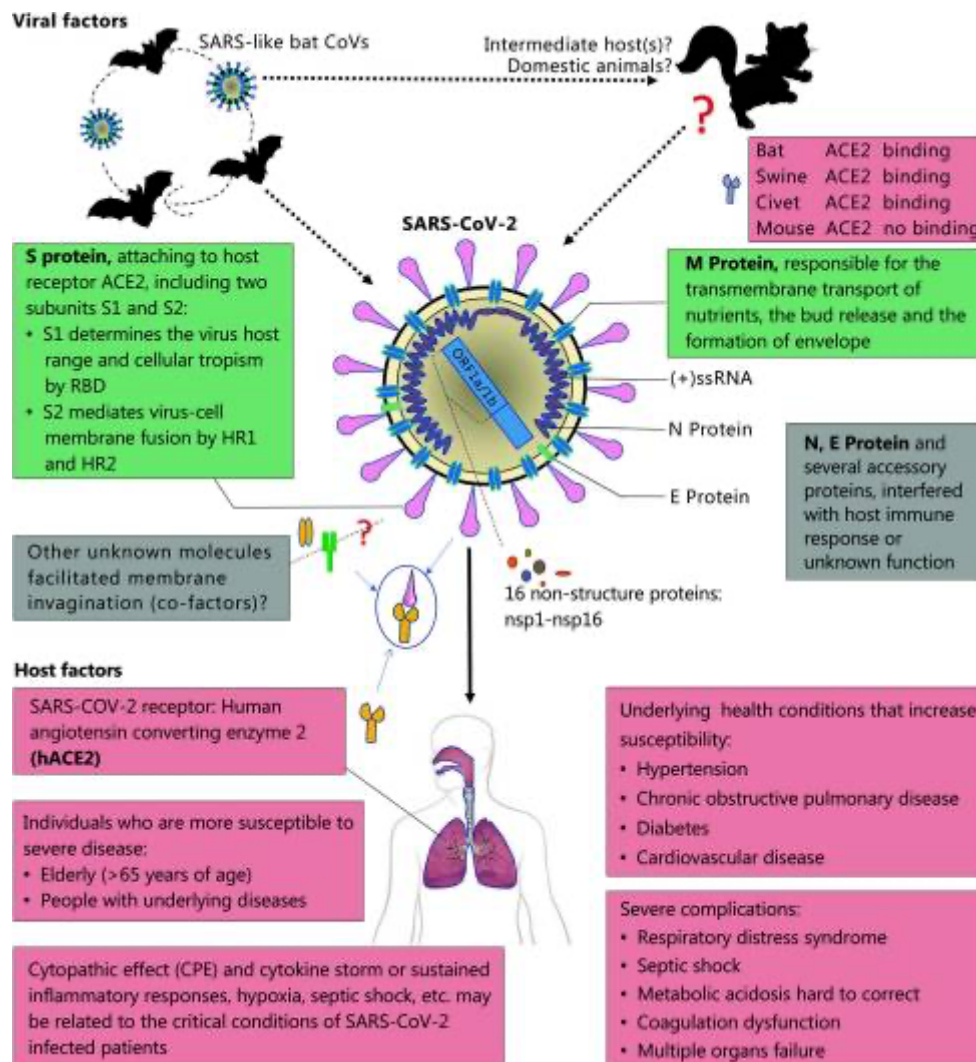 Viral factors
SARS-like bat CoVs
Intermediate host(s)?
Domestic animals?
?
Bat ACE2 binding
Swine ACE2 binding
Civet ACE2 binding
Mouse ACE2 no binding
SARS-CoV-2
S protein, attaching to host
receptor ACE2, including two
subunits S1 and S2:
• S1 determines the virus host
range and cellular tropism
by RBD
• S2 mediates virus-cell
membrane fusion by HR1
and HR2
M Protein, responsible for the
transmembrane transport of
nutrients, the bud release and the
formation of envelope
ORF1a/1b
(+)ssRNA
N Protein
E Protein
N, E Protein and
several accessory
proteins, interfered
with host immune
response or
unknown function
?
Other unknown molecules
facilitated membrane
invagination (co-factors)?
16 non-structure proteins:
nsp1-nsp16
Host factors
SARS-COV-2 receptor: Human
angiotensin converting enzyme 2
(hACE2)
Individuals who are more susceptible to
severe disease:
• Elderly (>65 years of age)
• People with underlying diseases
Cytopathic effect (CPE) and cytokine storm or sustained
inflammatory responses, hypoxia, septic shock, etc. may
be related to the critical conditions of SARS-CoV-2
infected patients
Underlying health conditions that increase
susceptibility:
• Hypertension
• Chronic obstructive pulmonary disease
• Diabetes
• Cardiovascular disease
Severe complications:
• Respiratory distress syndrome
• Septic shock
• Metabolic acidosis hard to correct
• Coagulation dysfunction
• Multiple organs failure